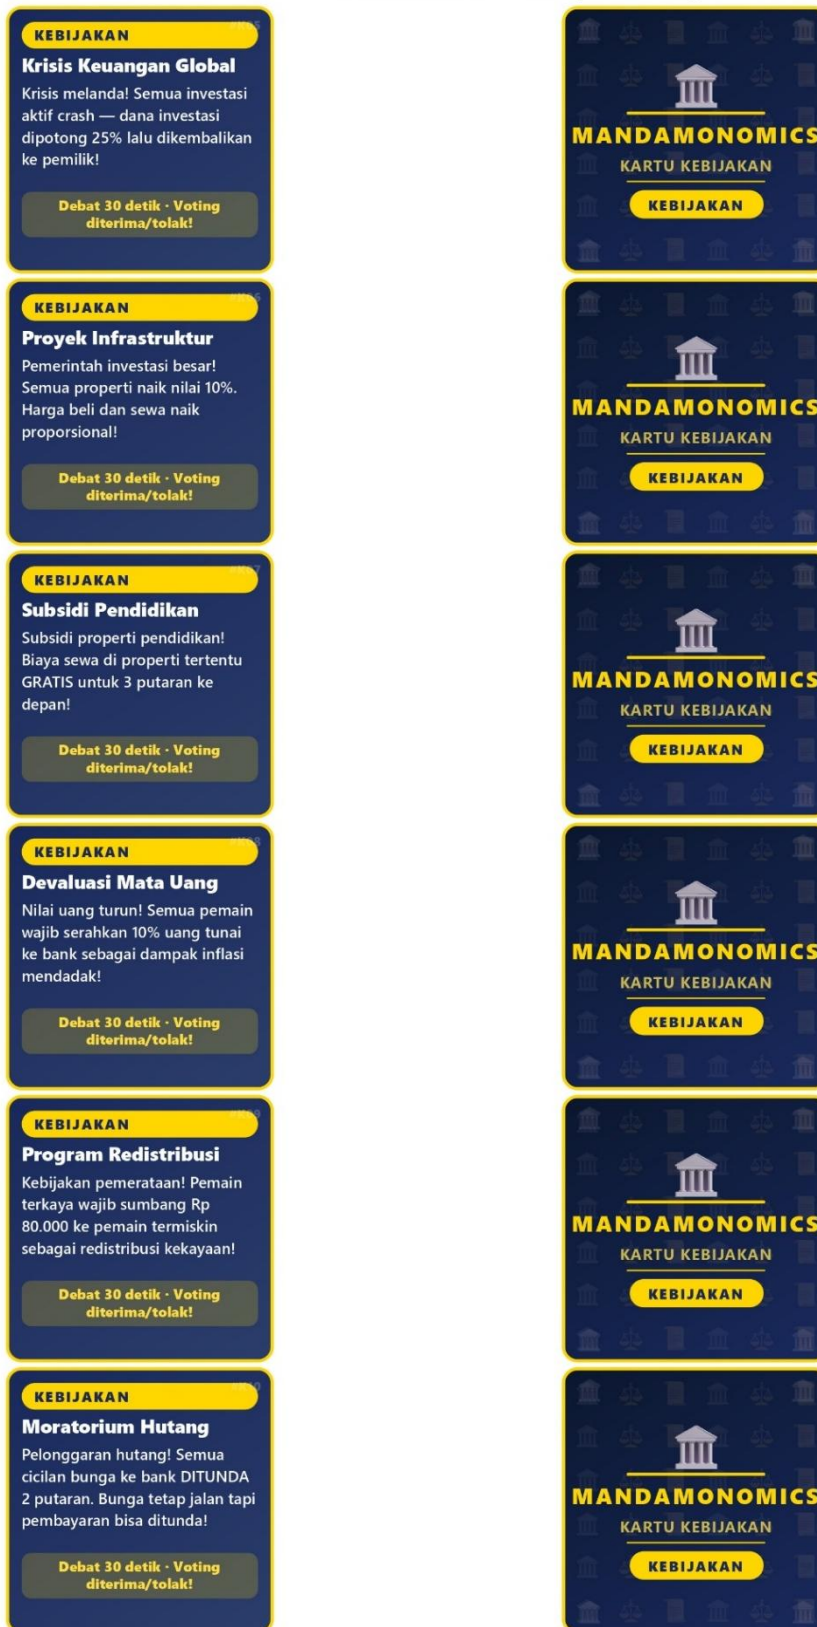 KEBIJAKAN
Krisis Keuangan Global
Krisis melanda! Semua investasi
aktif crash — dana investasi
dipotong 25% lalu dikembalikan
ke pemilik!
Debat 30 detik · Voting
diterima/tolak!
MANDAMONOMICS
KARTU KEBIJAKAN
KEBIJAKAN
KEBIJAKAN
Proyek Infrastruktur
Pemerintah investasi besar!
Semua properti naik nilai 10%.
Harga beli dan sewa naik
proporsional!
Debat 30 detik · Voting
diterima/tolak!
MANDAMONOMICS
KARTU KEBIJAKAN
KEBIJAKAN
KEBIJAKAN
Subsidi Pendidikan
Subsidi properti pendidikan!
Biaya sewa di properti tertentu
GRATIS untuk 3 putaran ke
depan!
Debat 30 detik · Voting
diterima/tolak!
MANDAMONOMICS
KARTU KEBIJAKAN
KEBIJAKAN
KEBIJAKAN
Devaluasi Mata Uang
Nilai uang turun! Semua pemain
wajib serahkan 10% uang tunai
ke bank sebagai dampak inflasi
mendadak!
Debat 30 detik · Voting
diterima/tolak!
MANDAMONOMICS
KARTU KEBIJAKAN
KEBIJAKAN
KEBIJAKAN
Program Redistribusi
Kebijakan pemerataan! Pemain
terkaya wajib sumbang Rp
80.000 ke pemain termiskin
sebagai redistribusi kekayaan!
Debat 30 detik · Voting
diterima/tolak!
MANDAMONOMICS
KARTU KEBIJAKAN
KEBIJAKAN
KEBIJAKAN
Moratorium Hutang
Pelonggaran hutang! Semua
cicilan bunga ke bank DITUNDA
2 putaran. Bunga tetap jalan tapi
pembayaran bisa ditunda!
Debat 30 detik · Voting
diterima/tolak!
MANDAMONOMICS
KARTU KEBIJAKAN
KEBIJAKAN